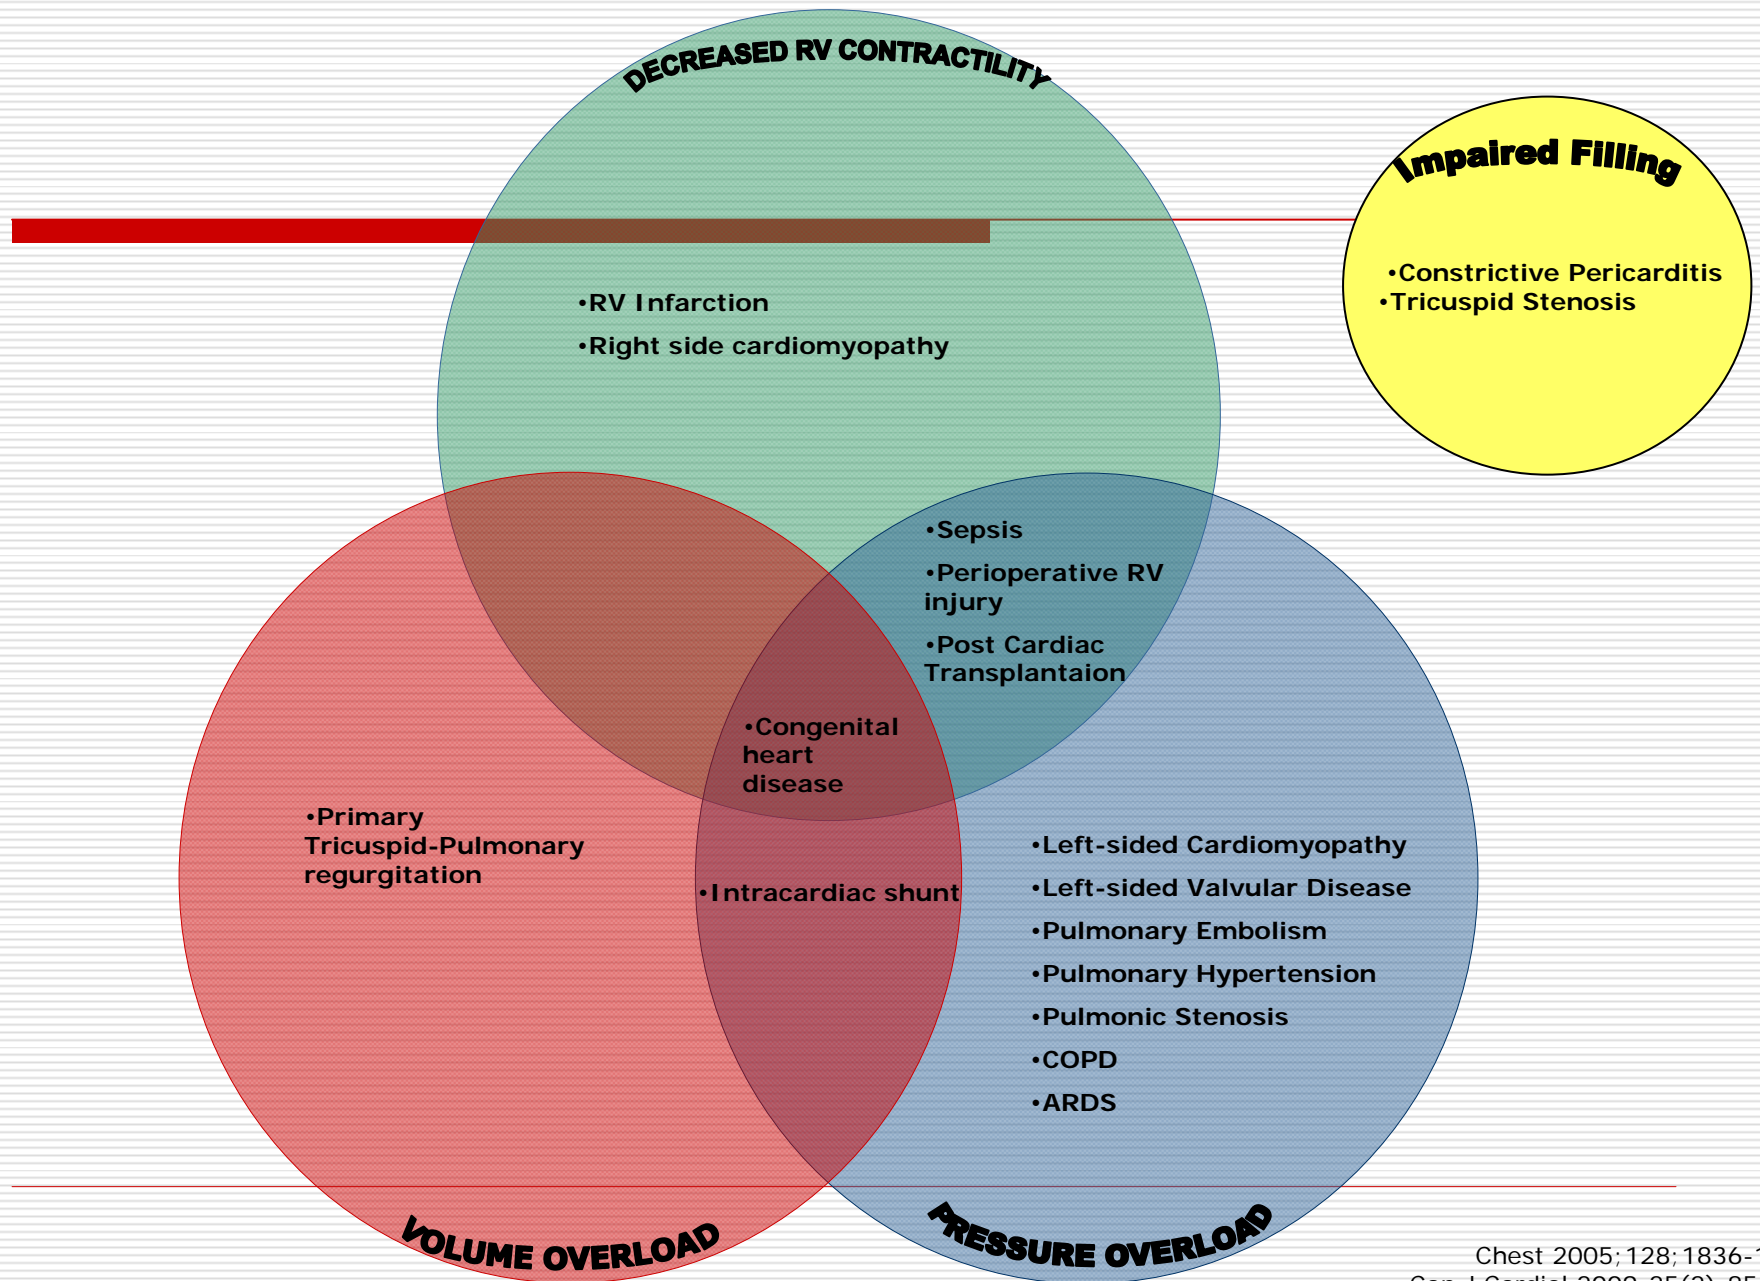 DECREASED RV CONTRACTILITY
Impaired Filling
•Constrictive Pericarditis
•Tricuspid Stenosis
•RV Infarction
•Right side cardiomyopathy
•Sepsis
•Perioperative RV
injury
•Post Cardiac
Transplantaion
•Congenital
heart
disease
•Primary
Tricuspid-Pulmonary
regurgitation
•Intracardiac shunt
•Left-sided Cardiomyopathy
•Left-sided Valvular Disease
•Pulmonary Embolism
•Pulmonary Hypertension
•Pulmonic Stenosis
•COPD
•ARDS
VOLUME OVERLOAD
PRESSURE OVERLOAD
Chest 2005;128;1836-1